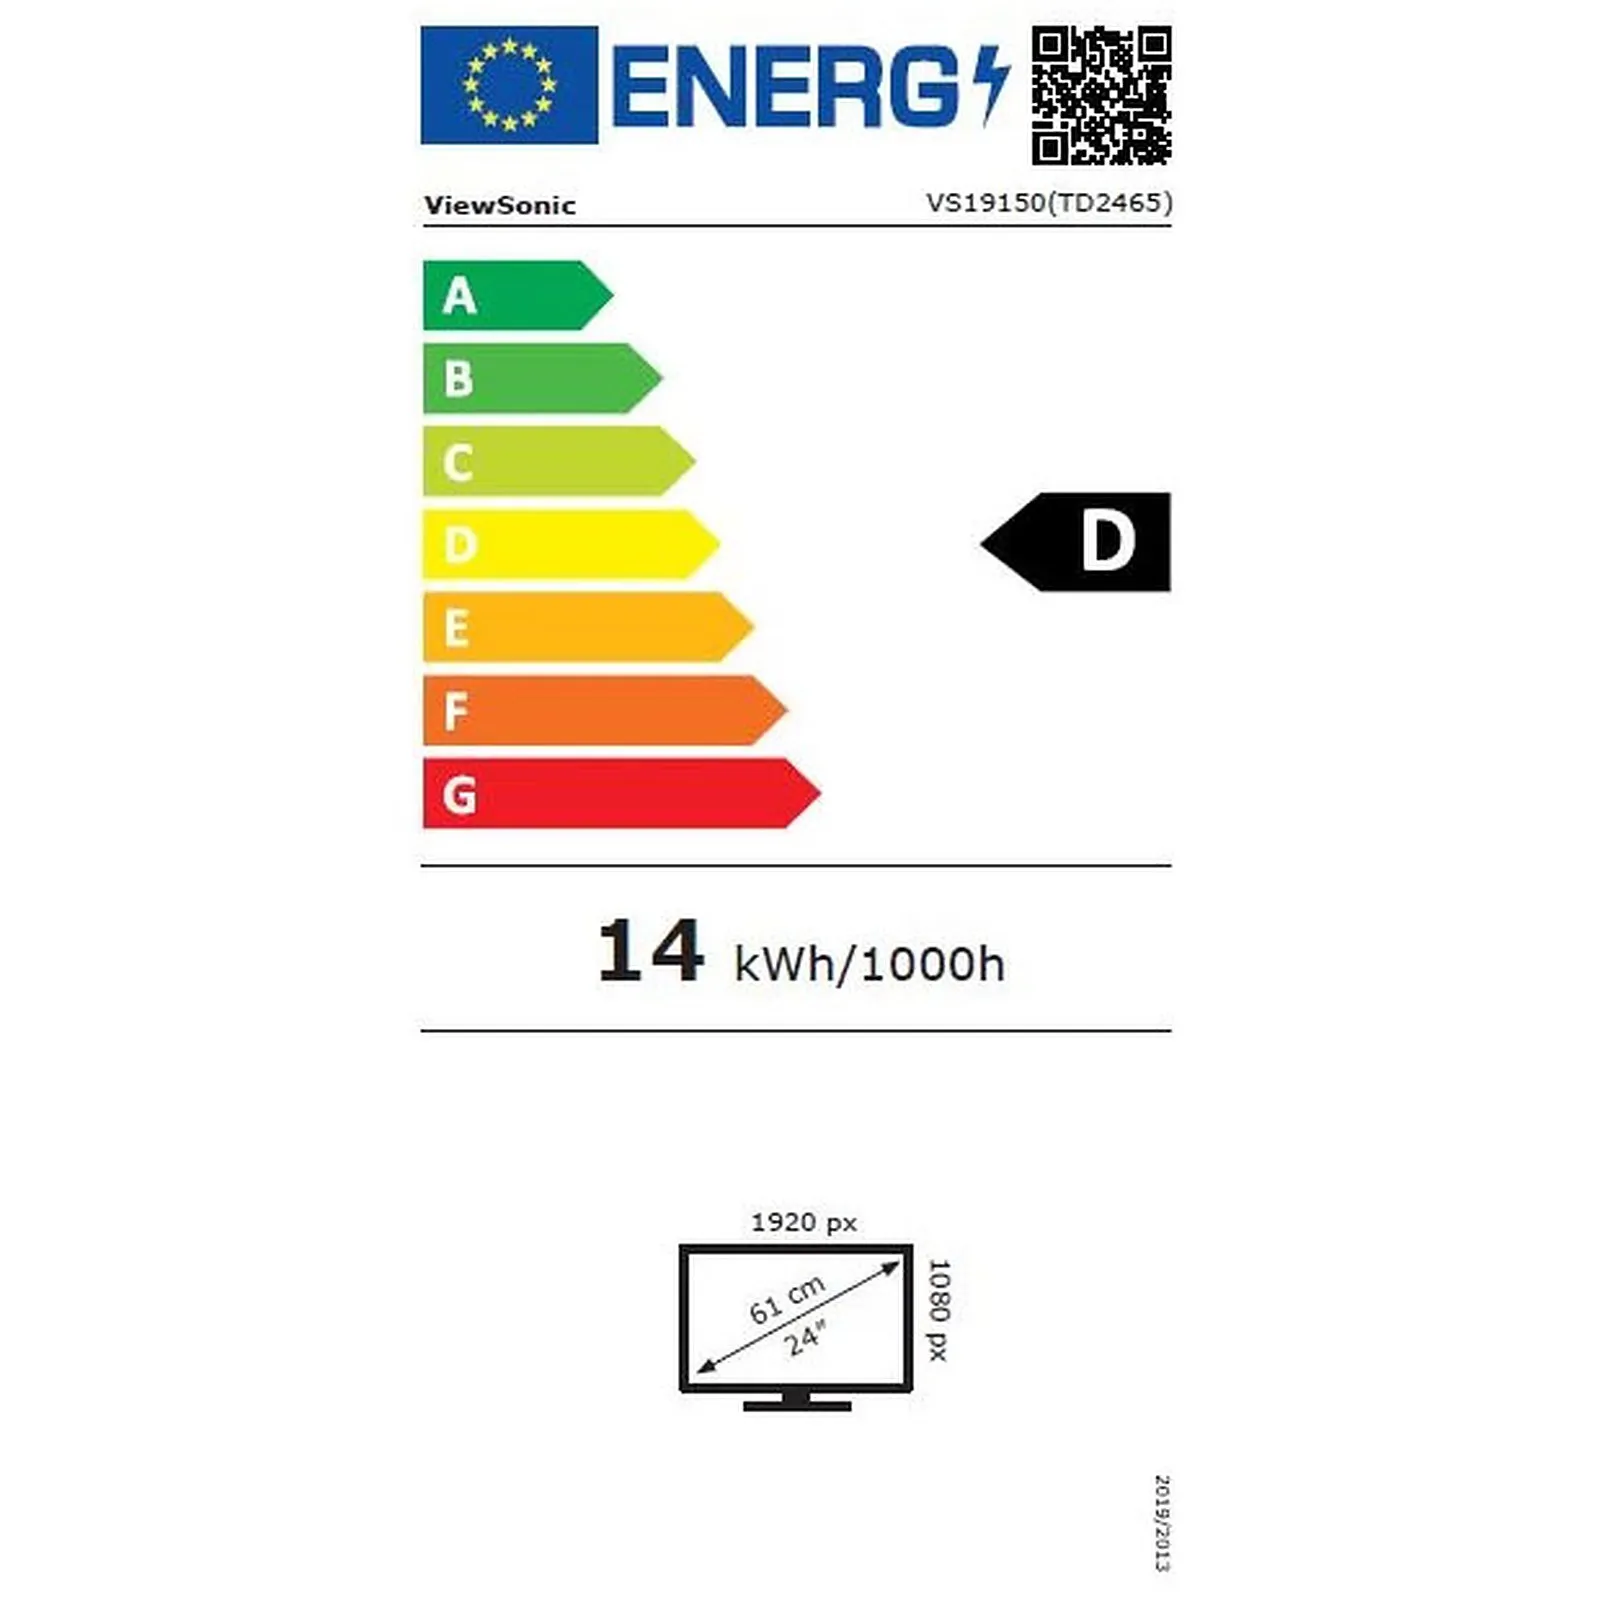 ENERG
ViewSonic
VS19150(TD2465)
A
B
C
D
D
E
F
G
14 kWh/1000h
1920 px
1080 px
61 cm
24"
2019/2013